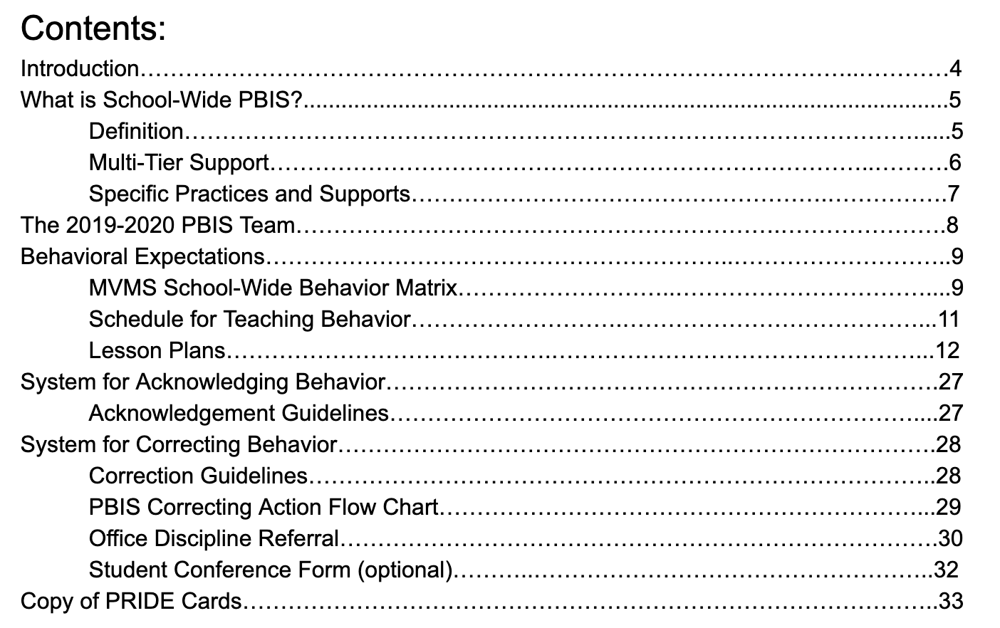 Contents:
Introduction……………………………………………………………………………………..…………4
What is School-Wide PBIS?..........................................................................................................5
Definition………………………………………………………………………………………......5
Multi-Tier Support…………………………………………………………………………..……….6
Specific Practices and Supports………………………………………………………………….7
The 2019-2020 PBIS Team……………………………………………………………………………….8
Behavioral Expectations…………………………………………………………………………………...9
MVMS School-Wide Behavior Matrix……………………………………………………………....9
Schedule for Teaching Behavior………………………………………………………………...11
Lesson Plans………………………………………………………………………………………...12
System for Acknowledging Behavior…………………………………………………………………….27
Acknowledgement Guidelines…………………………………………………………………....27
System for Correcting Behavior………………………………………………………………………….28
Correction Guidelines……………………………………………………………………………..28
PBIS Correcting Action Flow Chart……………………………………………………………...29
Office Discipline Referral………………………………………………………………………….30
Student Conference Form (optional)………..…………………………………………………..32
Copy of PRIDE Cards……………………………………………………………………………………..33